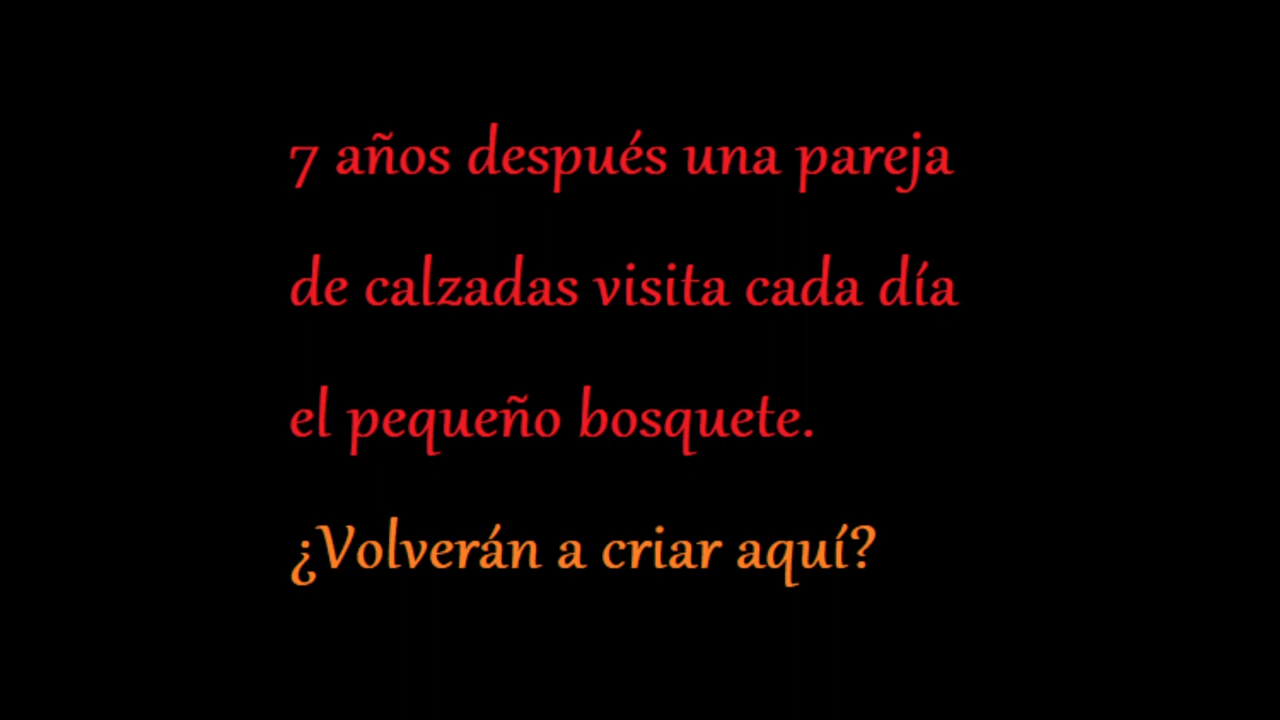 7 años después una pareja
de calzadas visita cada día
el pequeño bosquete.
¿Volverán a criar aquí?